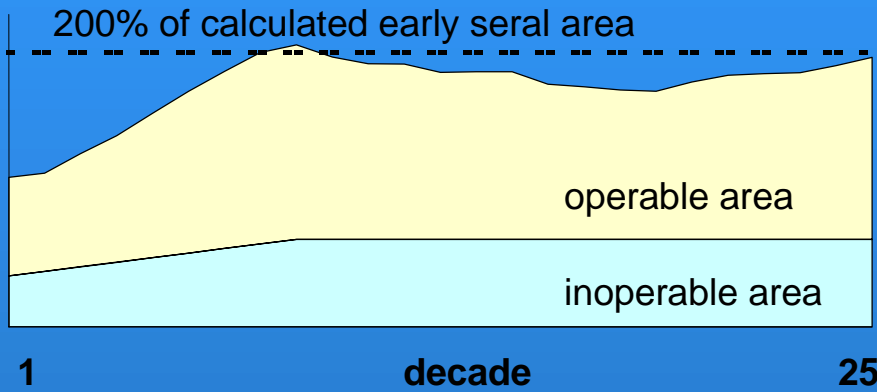 200% of calculated early seral area
operable area
inoperable area
1 decade 25